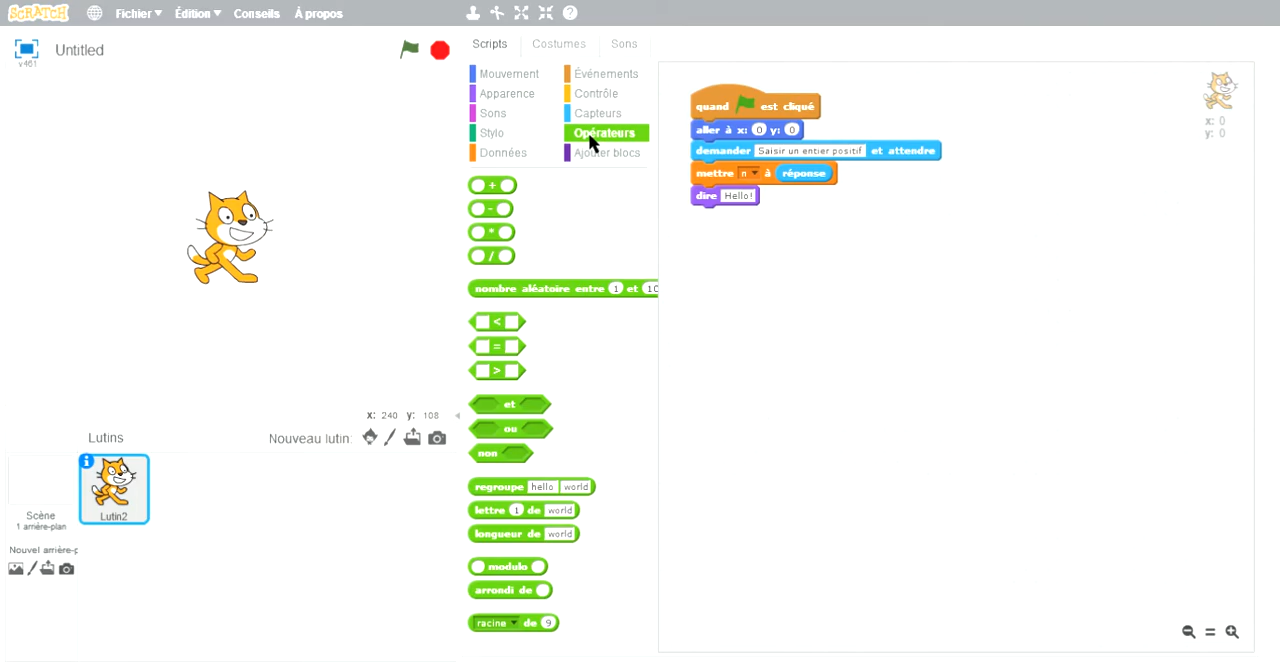 SCRATCH Fichier Édition Conseils À propos
v461 Untitled
Scripts Costumes Sons
Mouvement Événements
Apparence Contrôle
Sons Capteurs
Stylo Opérateurs
Données Ajouter blocs
+
-
*
/
nombre aléatoire entre 1 et 10
<
=
>
et
ou
non
regroupe hello world
lettre 1 de world
longueur de world
modulo
arrondi de
racine de 9
quand est cliqué
aller à x: 0 y: 0
demander Saisir un entier positif et attendre
mettre n à réponse
dire Hello!
x: 0
y: 0
x: 240 y: 108
Lutins Nouveau lutin:
Scène
1 arrière-plan
Lutin2
Nouvel arrière-p